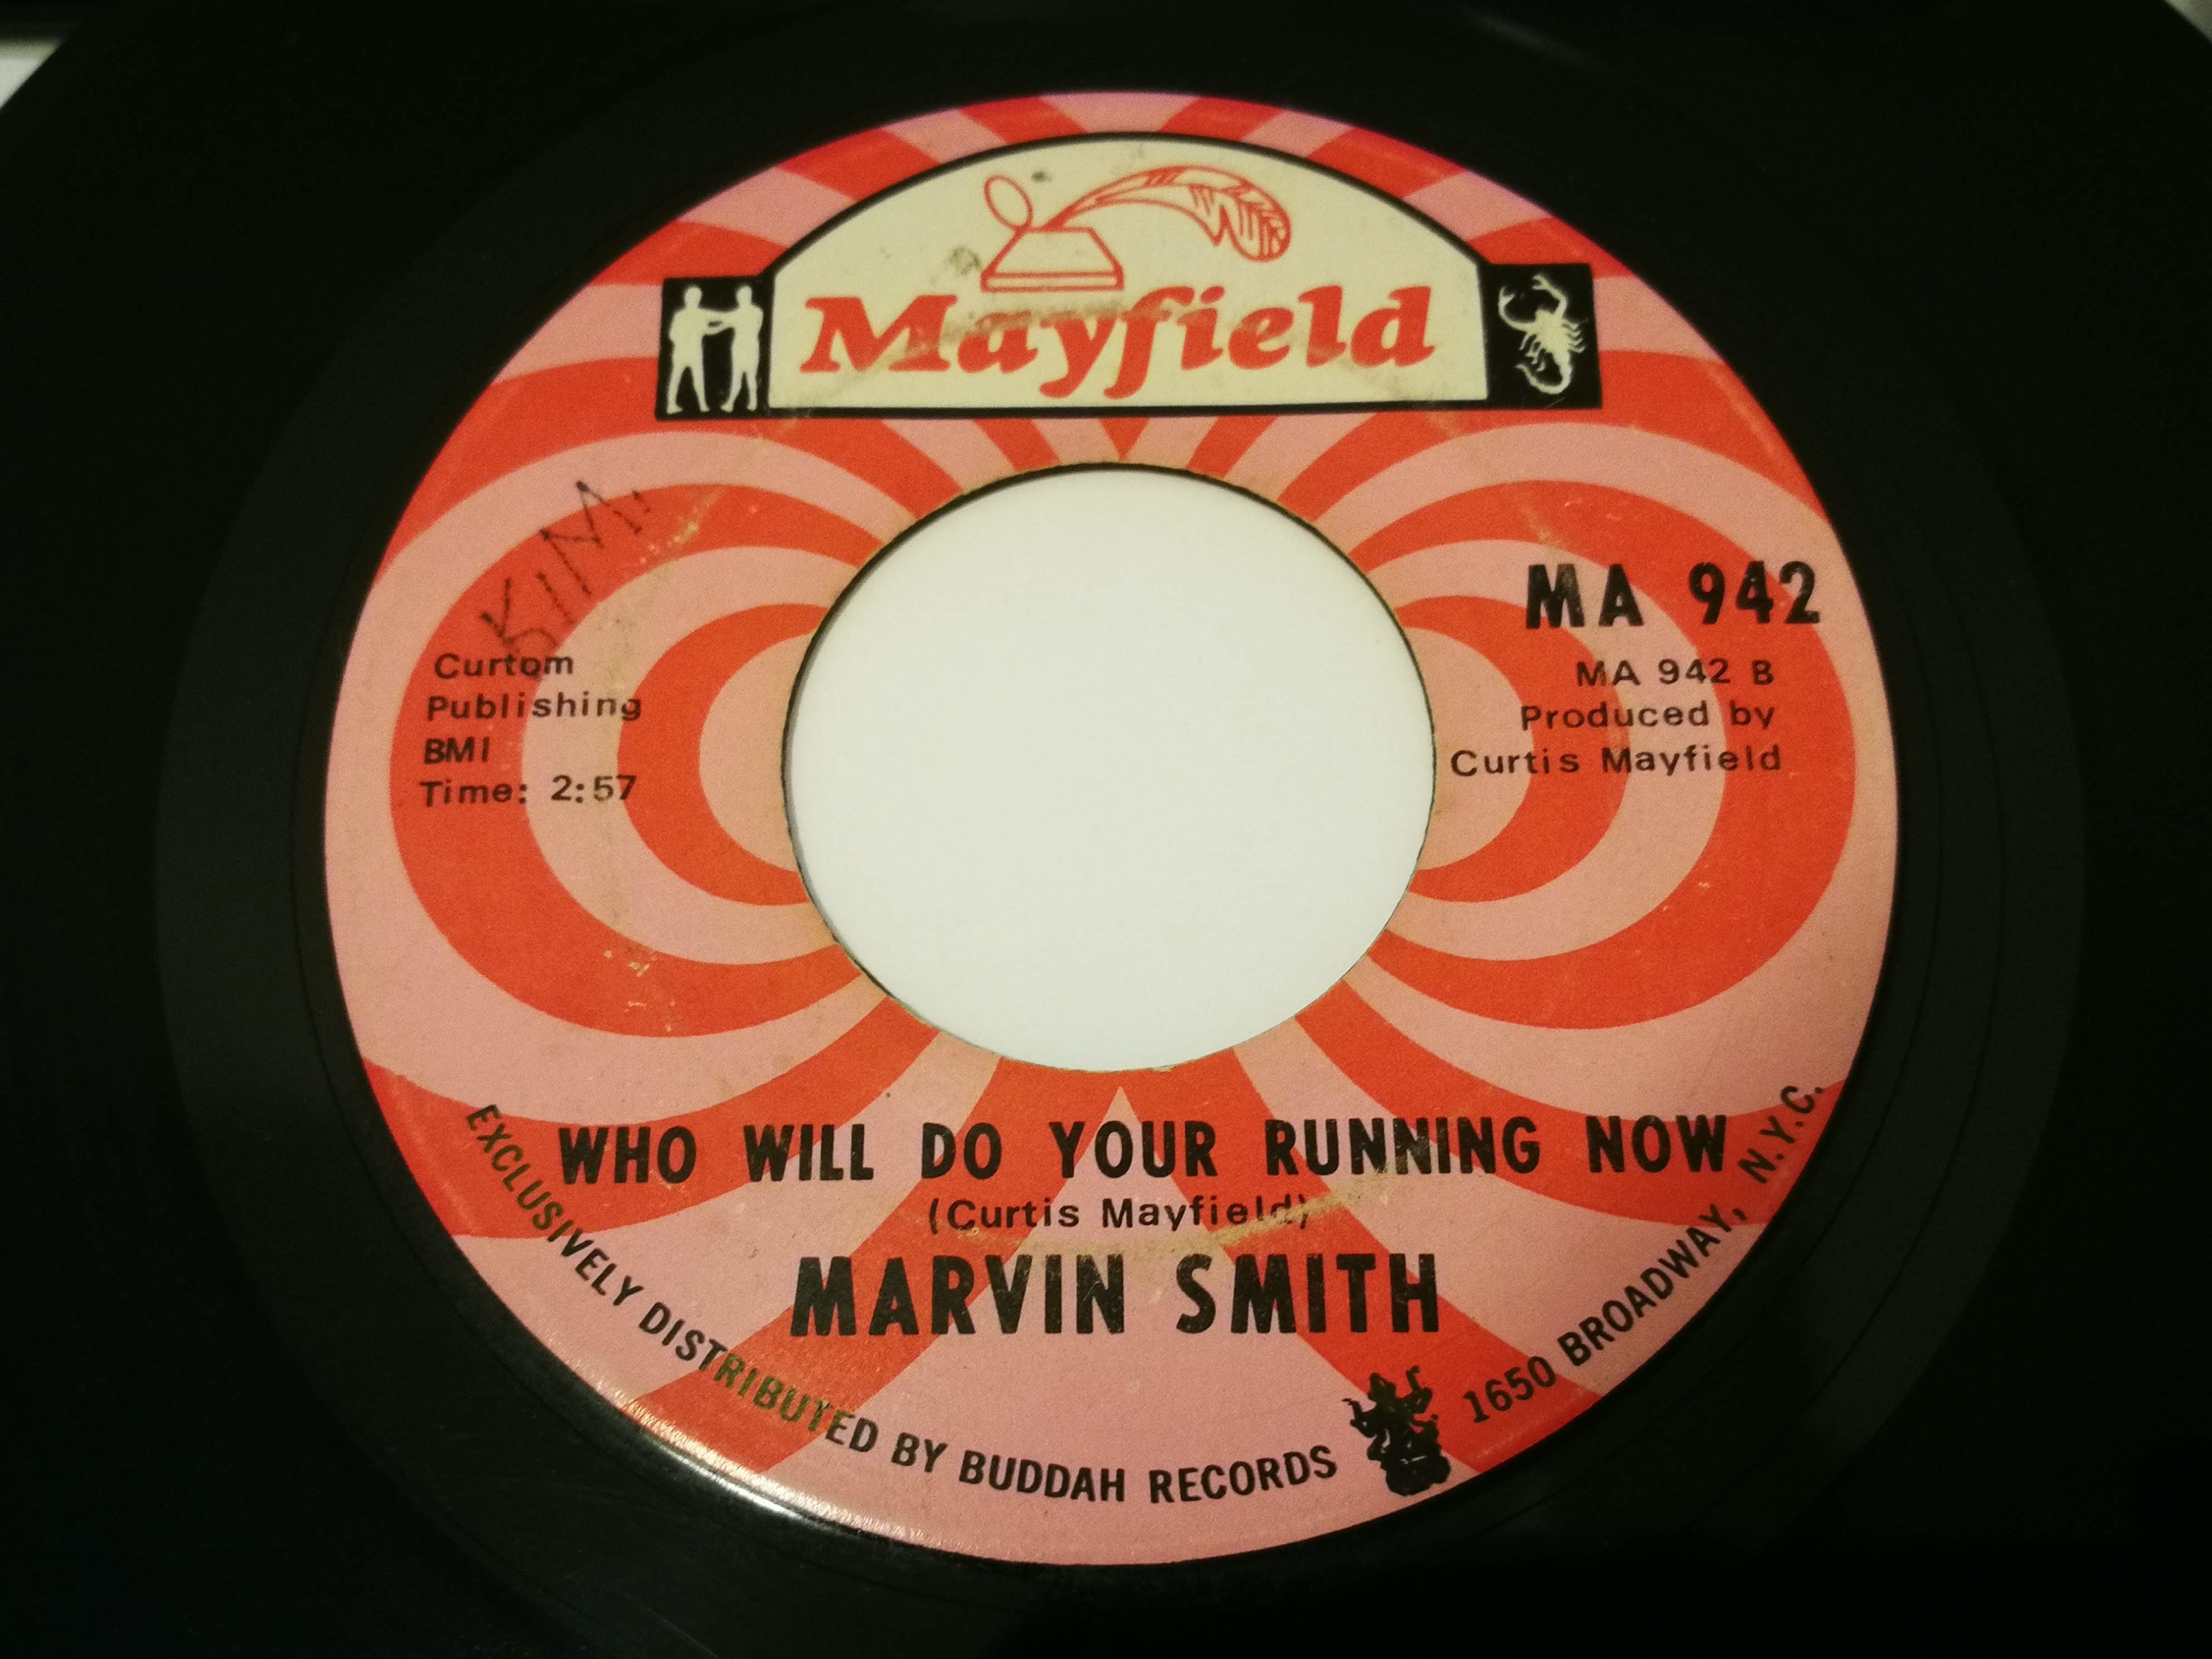 Mayfield
KIM.
MA 942
Curtom
Publishing
BMI
Time: 2:57
MA 942 B
Produced by
Curtis Mayfield
WHO WILL DO YOUR RUNNING NOW
(Curtis Mayfield)
MARVIN SMITH
EXCLUSIVELY DISTRIBUTED BY BUDDAH RECORDS 1650 BROADWAY, N.Y.C.